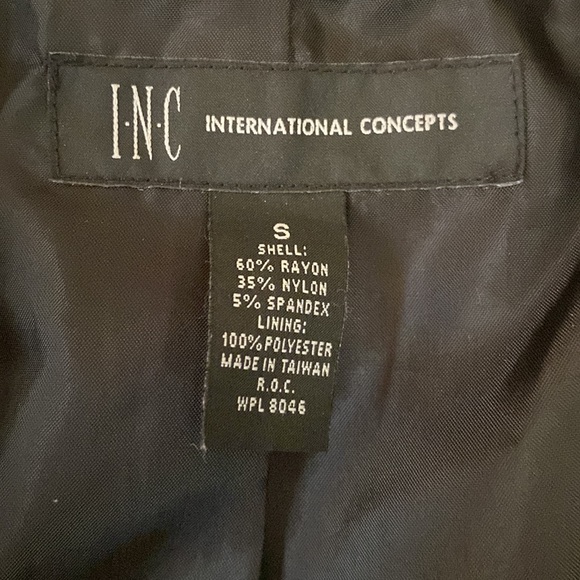 I·N·C INTERNATIONAL CONCEPTS
S
SHELL:
60% RAYON
35% NYLON
5% SPANDEX
LINING:
100% POLYESTER
MADE IN TAIWAN
R.O.C.
WPL 8046